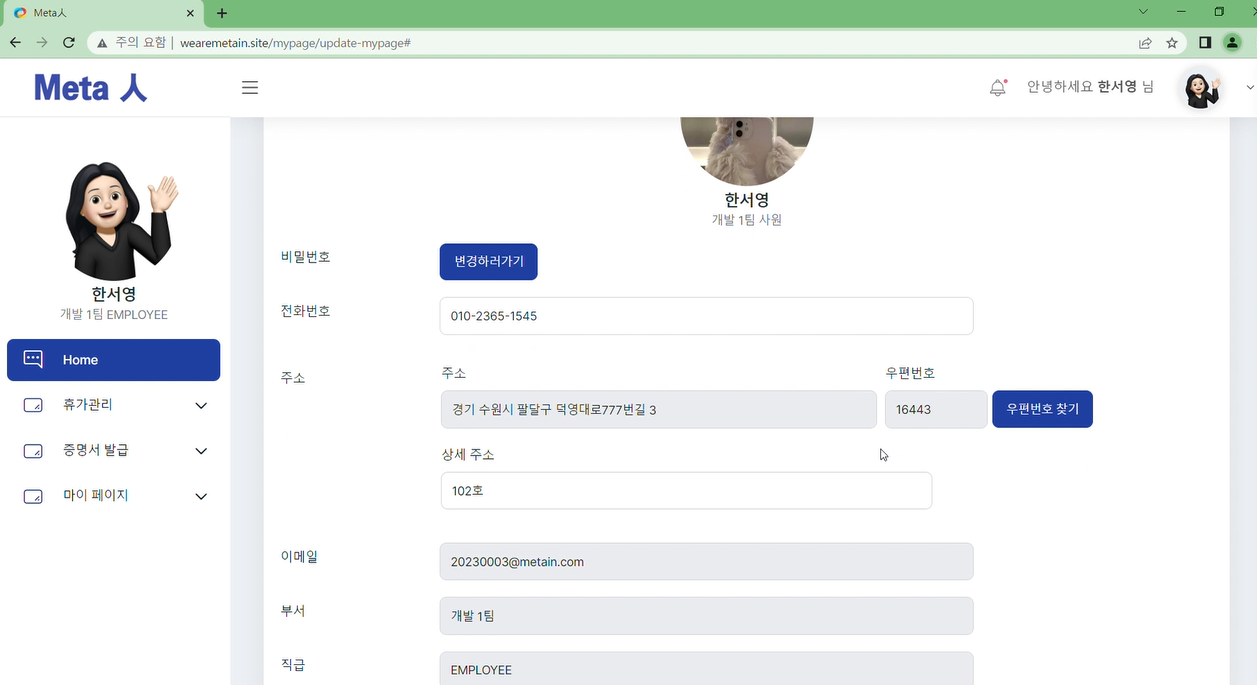 Meta人
주의 요함
wearemetain.site/mypage/update-mypage#
Meta 人
안녕하세요 한서영 님
한서영
개발 1팀 EMPLOYEE
Home
휴가관리
증명서 발급
마이 페이지
한서영
개발 1팀 사원
비밀번호
변경하러가기
전화번호
010-2365-1545
주소
주소
우편번호
경기 수원시 팔달구 덕영대로777번길 3
16443
우편번호 찾기
상세 주소
102호
이메일
20230003@metain.com
부서
개발 1팀
직급
EMPLOYEE